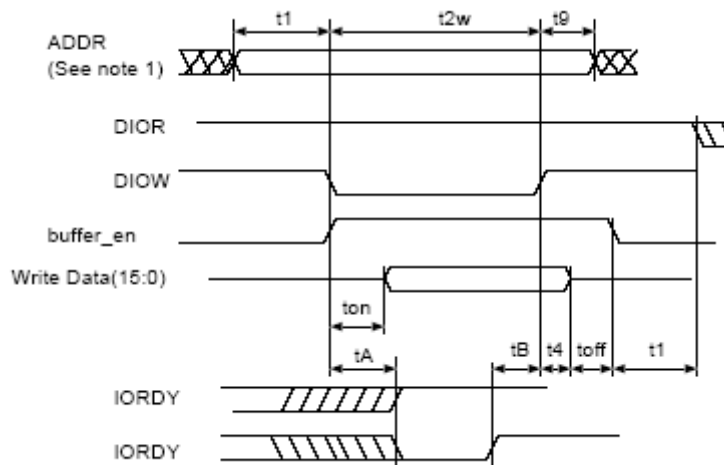 t1 t2w t9
ADDR
(See note 1)
DIOR
DIOW
buffer_en
Write Data(15:0)
ton
tA tB t4 toff t1
IORDY
IORDY